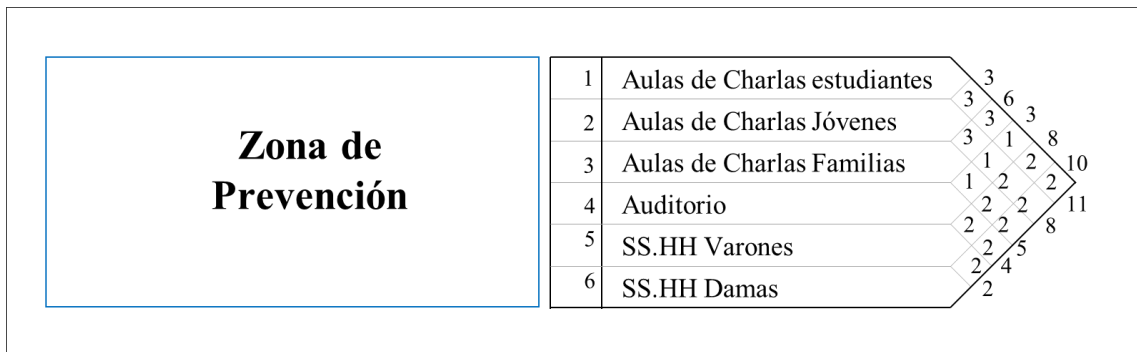 Zona de
Prevención
1 Aulas de Charlas estudiantes
2 Aulas de Charlas Jóvenes
3 Aulas de Charlas Familias
4 Auditorio
5 SS.HH Varones
6 SS.HH Damas
3
3 6
3 3
3 1 8
1 2 10
1 2 2
2 2 11
2 2 8
2 5
2 4
2